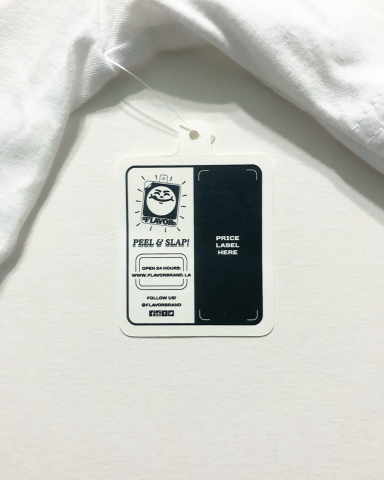 FLAVOR
PEEL & SLAP!
OPEN 24 HOURS:
WWW.FLAVORBRAND.LA
FOLLOW US!
@FLAVORBRAND
PRICE
LABEL
HERE